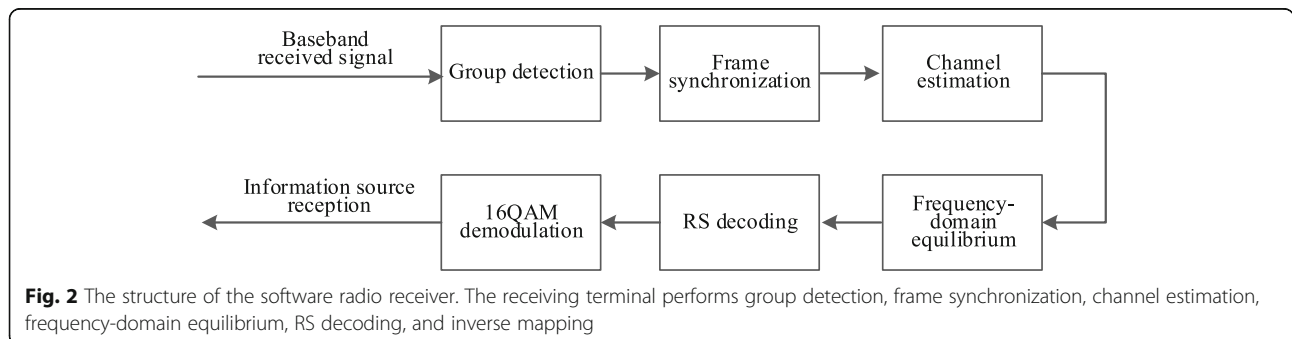 Baseband
received signal
Group detection
Frame
synchronization
Channel
estimation
Information source
reception
16QAM
demodulation
RS decoding
Frequency-
domain
equilibrium
Fig. 2 The structure of the software radio receiver. The receiving terminal performs group detection, frame synchronization, channel estimation,
frequency-domain equilibrium, RS decoding, and inverse mapping